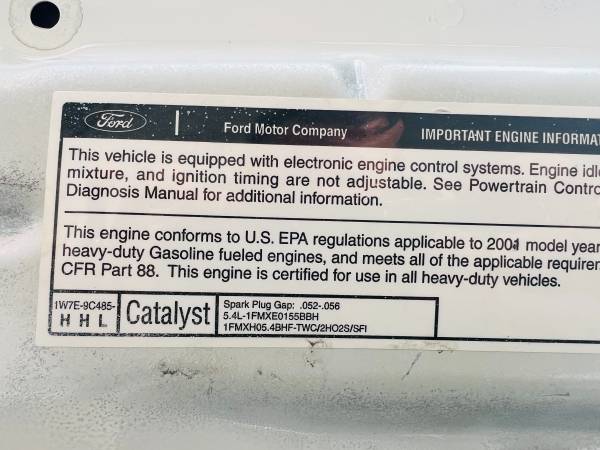 Ford
Ford Motor Company
IMPORTANT ENGINE INFORMAT
This vehicle is equipped with electronic engine control systems. Engine idle
mixture, and ignition timing are not adjustable. See Powertrain Contro
Diagnosis Manual for additional information.
This engine conforms to U.S. EPA regulations applicable to 2001 model year
heavy-duty Gasoline fueled engines, and meets all of the applicable requirem
CFR Part 88. This engine is certified for use in all heavy-duty vehicles.
1W7E-9C485-
H H L
Catalyst
Spark Plug Gap: .052-.056
5.4L-1FMXE0155BBH
1FMXH05.4BHF-TWC/2HO2S/SFI